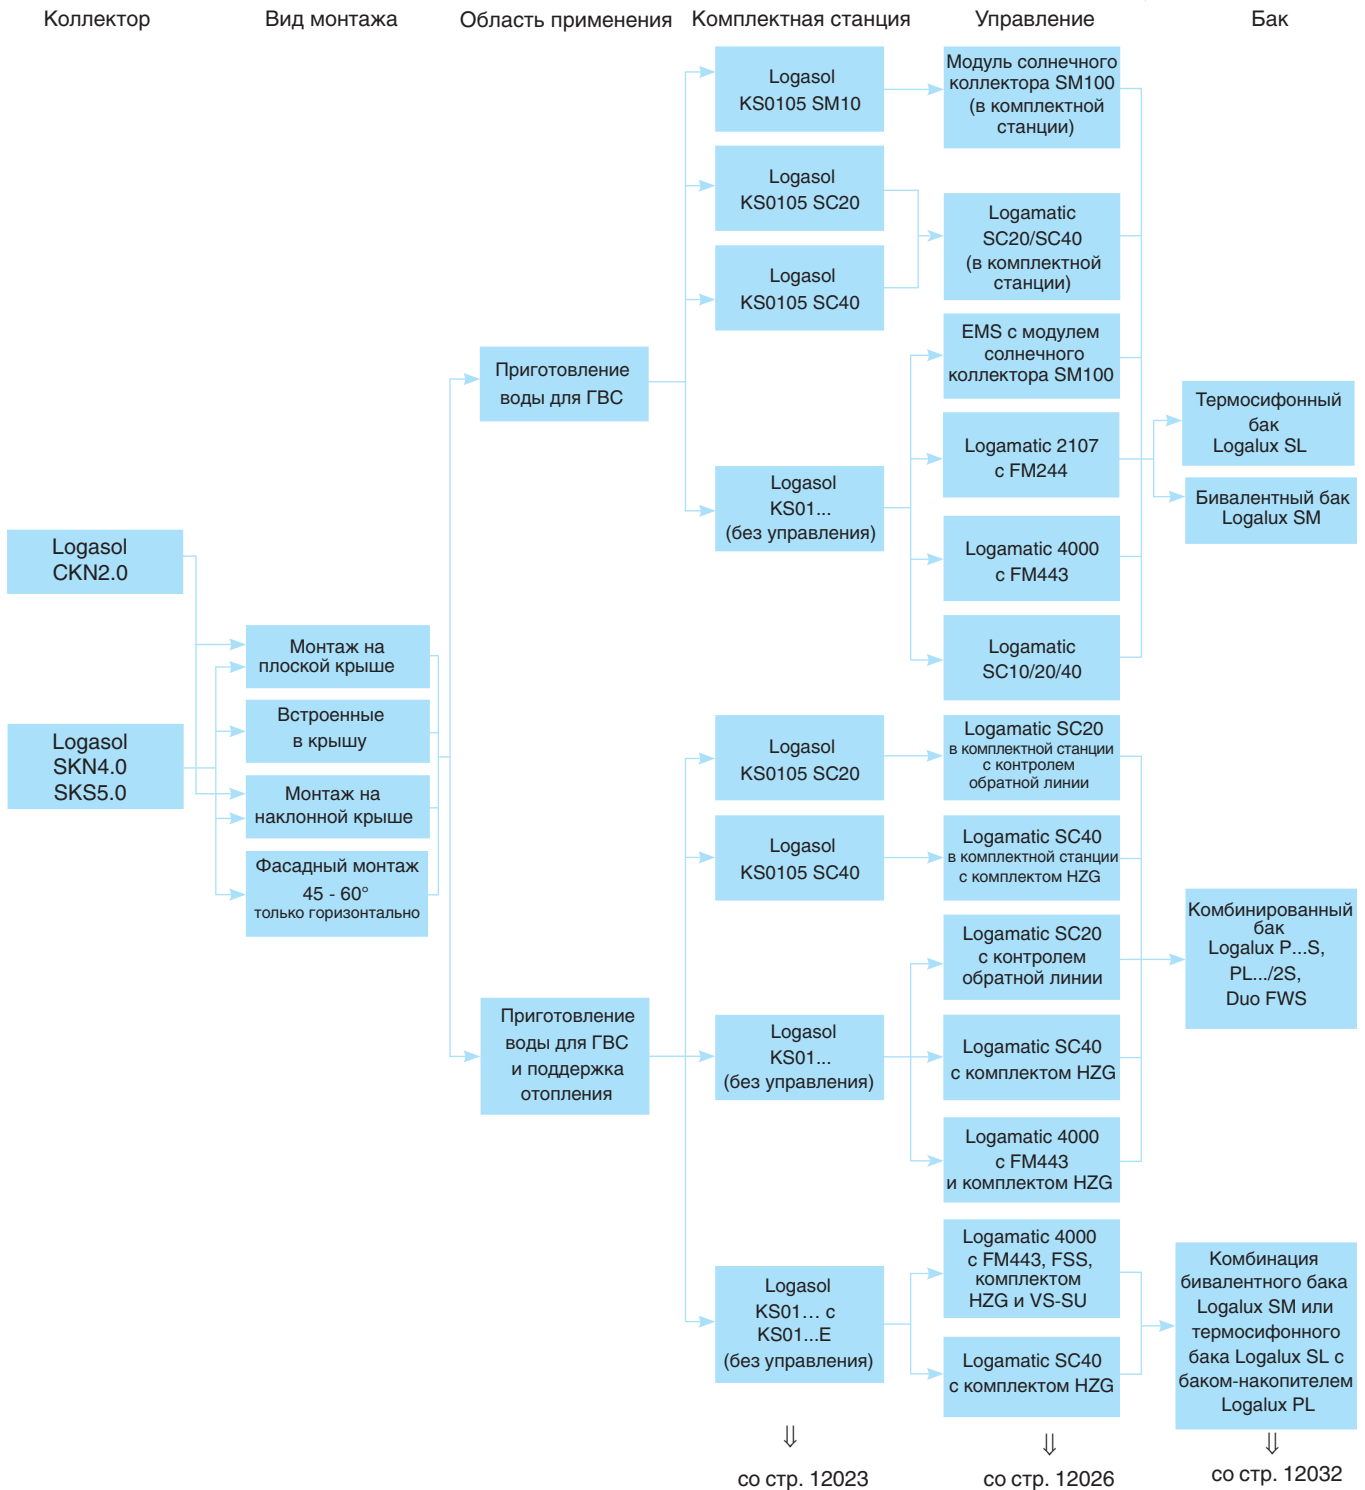 Коллектор
Вид монтажа
Область применения
Комплектная станция
Управление
Бак
Logasol
CKN2.0
Logasol
SKN4.0
SKS5.0
Монтаж на
плоской крыше
Встроенные
в крышу
Монтаж на
наклонной крыше
Фасадный монтаж
45 - 60°
только горизонтально
Приготовление
воды для ГВС
Приготовление
воды для ГВС
и поддержка
отопления
Logasol
KS0105 SM10
Logasol
KS0105 SC20
Logasol
KS0105 SC40
Logasol
KS01...
(без управления)
Logasol
KS0105 SC20
Logasol
KS0105 SC40
Logasol
KS01...
(без управления)
Logasol
KS01... с
KS01...E
(без управления)
⇓
со стр. 12023
Модуль солнечного
коллектора SM100
(в комплектной
станции)
Logamatic
SC20/SC40
(в комплектной
станции)
EMS с модулем
солнечного
коллектора SM100
Logamatic 2107
с FM244
Logamatic 4000
с FM443
Logamatic
SC10/20/40
Logamatic SC20
в комплектной станции
с контролем
обратной линии
Logamatic SC40
в комплектной станции
с комплектом HZG
Logamatic SC20
с контролем
обратной линии
Logamatic SC40
с комплектом HZG
Logamatic 4000
с FM443
и комплектом HZG
Logamatic 4000
с FM443, FSS,
комплектом
HZG и VS-SU
Logamatic SC40
с комплектом HZG
⇓
со стр. 12026
Термосифонный
бак
Logalux SL
Бивалентный бак
Logalux SM
Комбинированный
бак
Logalux P...S,
PL.../2S,
Duo FWS
Комбинация
бивалентного бака
Logalux SM или
термосифонного
бака Logalux SL с
баком-накопителем
Logalux PL
⇓
со стр. 12032